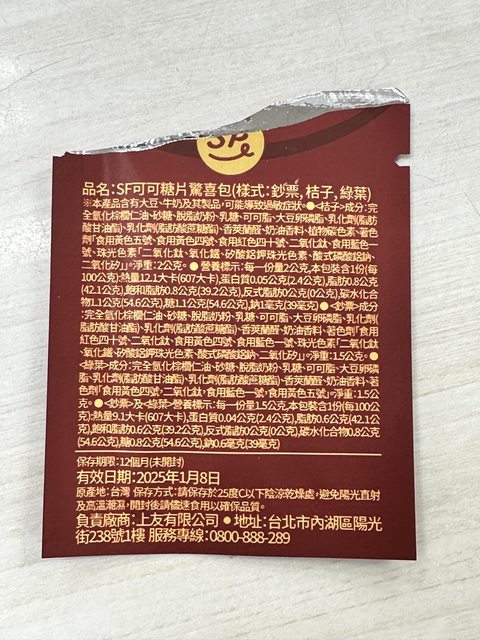 SF
品名:SF可可糖片驚喜包(樣式:鈔票, 桔子, 綠葉)
※本產品含有大豆、牛奶及其製品,可能導致過敏症狀。●<桔子>成分:完
全氫化棕櫚仁油、砂糖、脫脂奶粉、乳糖、可可脂、大豆卵磷脂、乳化劑(脂肪
酸甘油酯)、乳化劑(脂肪酸蔗糖酯)、香莢蘭醛、奶油香料、植物碳色素、著色
劑「食用黃色五號、食用黃色四號、食用紅色四十號、二氧化鈦、食用藍色一
號、珠光色素「二氧化鈦、氧化鐵、矽酸鋁鉀珠光色素、酸式磷酸鋁鈉、
二氧化矽」」。淨重:2公克。● 營養標示:每一份量2公克,本包裝含1份(每
100公克):熱量12.1大卡(607大卡),蛋白質0.05公克(2.4公克),脂肪0.8公克
(42.1公克),飽和脂肪0.8公克(39.2公克),反式脂肪0公克(0公克),碳水化合
物1.1公克(54.6公克),糖1.1公克(54.6公克),鈉1毫克(39毫克) ●<鈔票>成分
:完全氫化棕櫚仁油、砂糖、脫脂奶粉、乳糖、可可脂、大豆卵磷脂、乳化劑(
脂肪酸甘油酯)、乳化劑(脂肪酸蔗糖酯)、香莢蘭醛、奶油香料、著色劑「食用
紅色四十號、二氧化鈦、食用黃色四號、食用藍色一號、珠光色素「二氧化鈦、
氧化鐵、矽酸鋁鉀珠光色素、酸式磷酸鋁鈉、二氧化矽」」。淨重:1.5公克。●
<綠葉>成分:完全氫化棕櫚仁油、砂糖、脫脂奶粉、乳糖、可可脂、大豆卵磷
脂、乳化劑(脂肪酸甘油酯)、乳化劑(脂肪酸蔗糖酯)、香莢蘭醛、奶油香料、著
色劑「食用黃色四號、二氧化鈦、食用藍色一號、食用黃色五號」。淨重:1.5公
克。●<鈔票>及<綠葉>營養標示:每一份量1.5公克,本包裝含1份(每100公
克):熱量9.1大卡(607大卡),蛋白質0.04公克(2.4公克),脂肪0.6公克(42.1公
克),飽和脂肪0.6公克(39.2公克),反式脂肪0公克(0公克),碳水化合物0.8公克
(54.6公克),糖0.8公克(54.6公克),鈉0.6毫克(39毫克)
保存期限:12個月(未開封)
有效日期:2025年1月8日
原產地:台灣 保存方式:請保存於25度C以下陰涼乾燥處,避免陽光直射
及高溫潮濕,開封後請儘速食用以確保品質。
負責廠商:上友有限公司 ●地址:台北市內湖區陽光
街238號1樓 服務專線:0800-888-289